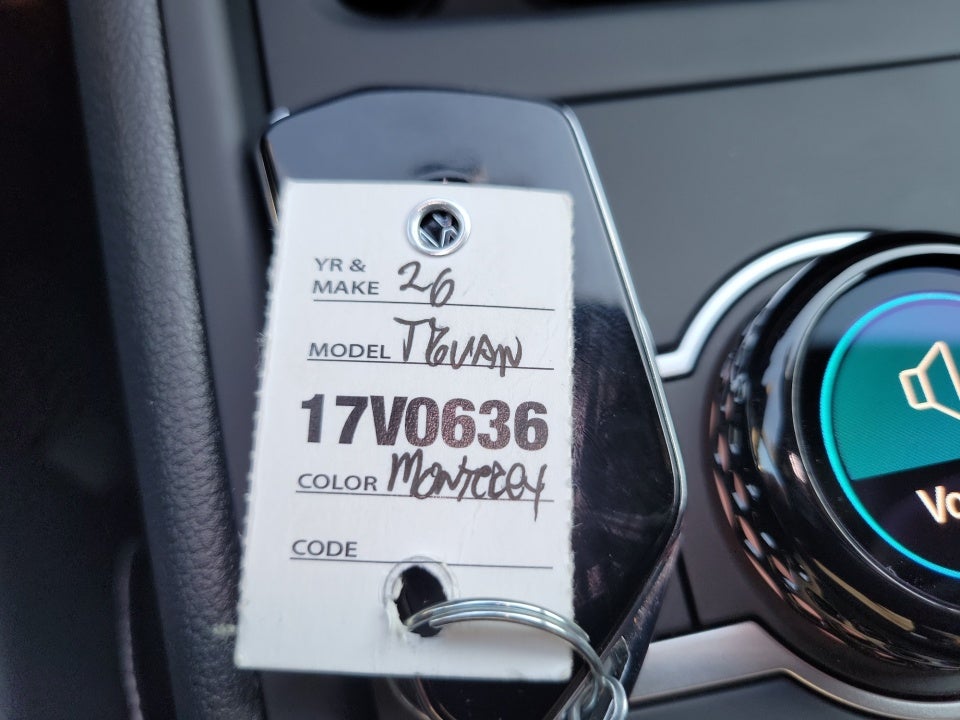 YR &
MAKE 26
MODEL TIGUAN
17V0636
COLOR Monterey
CODE
Vo